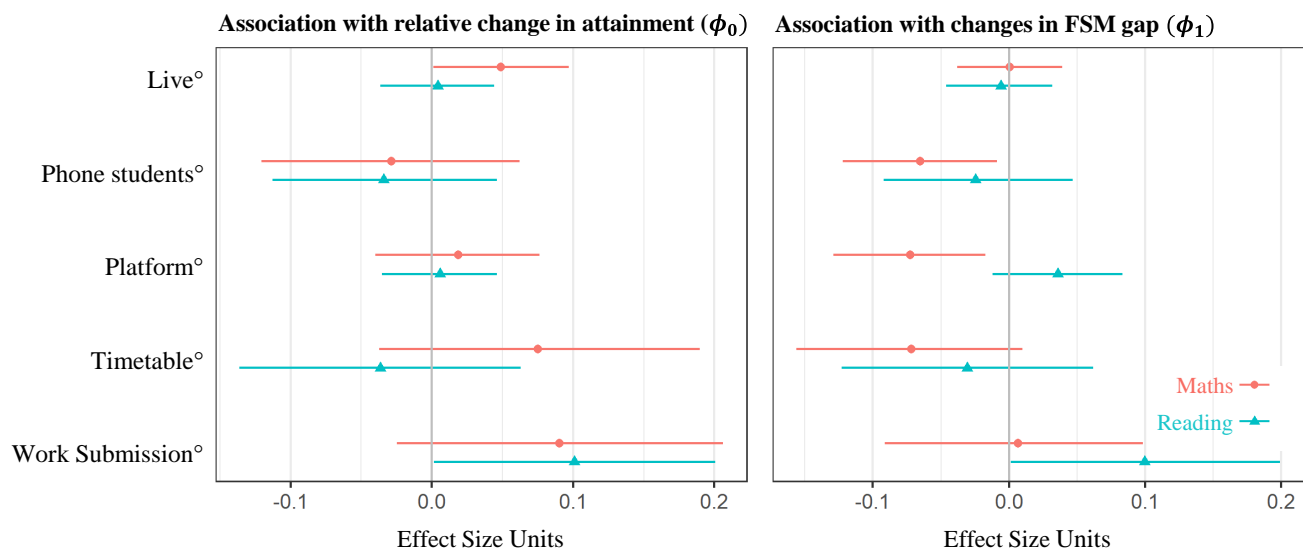 Association with relative change in attainment (ϕ₀)
Association with changes in FSM gap (ϕ₁)
Live°
Phone students°
Platform°
Timetable°
Work Submission°
Maths
Reading
-0.1 0.0 0.1 0.2
-0.1 0.0 0.1 0.2
Effect Size Units
Effect Size Units